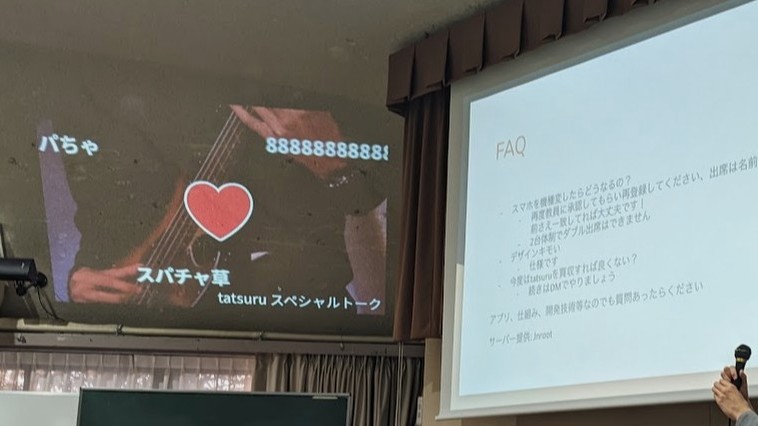 パちゃ
888888888888
スパチャ草
tatsuru スペシャルトーク
FAQ
- スマホを機種変したらどうなるの?
- 再度教員に承認してもらい再登録してください、出席は名前
前さえ一致してれば大丈夫です!
- 2台体制でダブル出席はできません
- デザインキモい
- 仕様です
- 今度はtatsuruを買収すれば良くない?
- 続きはDMでやりましょう
アプリ、仕組み、開発技術等なのでも質問あったらください
サーバー提供: Jnroot